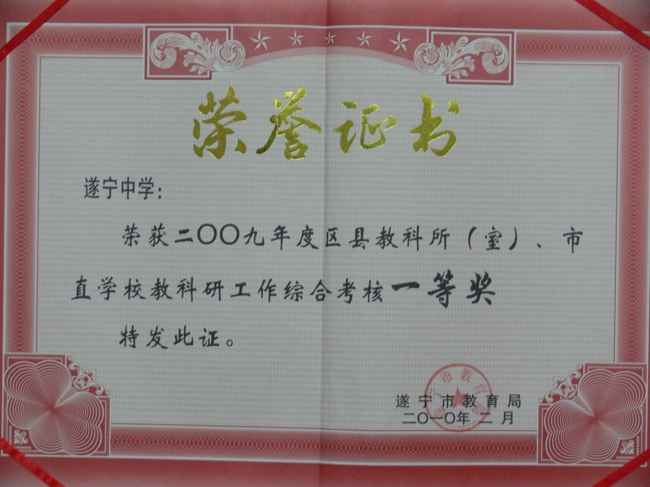 荣誉证书
遂宁中学：
荣获二〇〇九年度区县教科所（室）、市
直学校教科研工作综合考核一等奖
特发此证。
遂宁市教育局
二〇一〇年二月